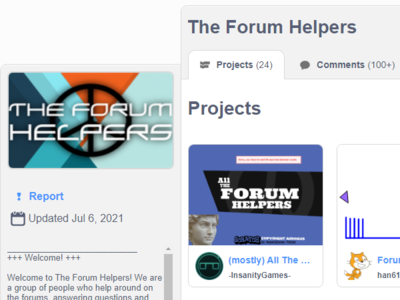 The Forum Helpers
Projects (24)
Comments (100+)
THE FORUM
HELPERS
Report
Updated Jul 6, 2021
+++ Welcome! +++
Welcome to The Forum Helpers! We are
a group of people who help around on
the forums, answering questions and
Projects
All
THE
FORUM
HELPERS
(mostly) All The ...
-InsanityGames-
Forum
han61